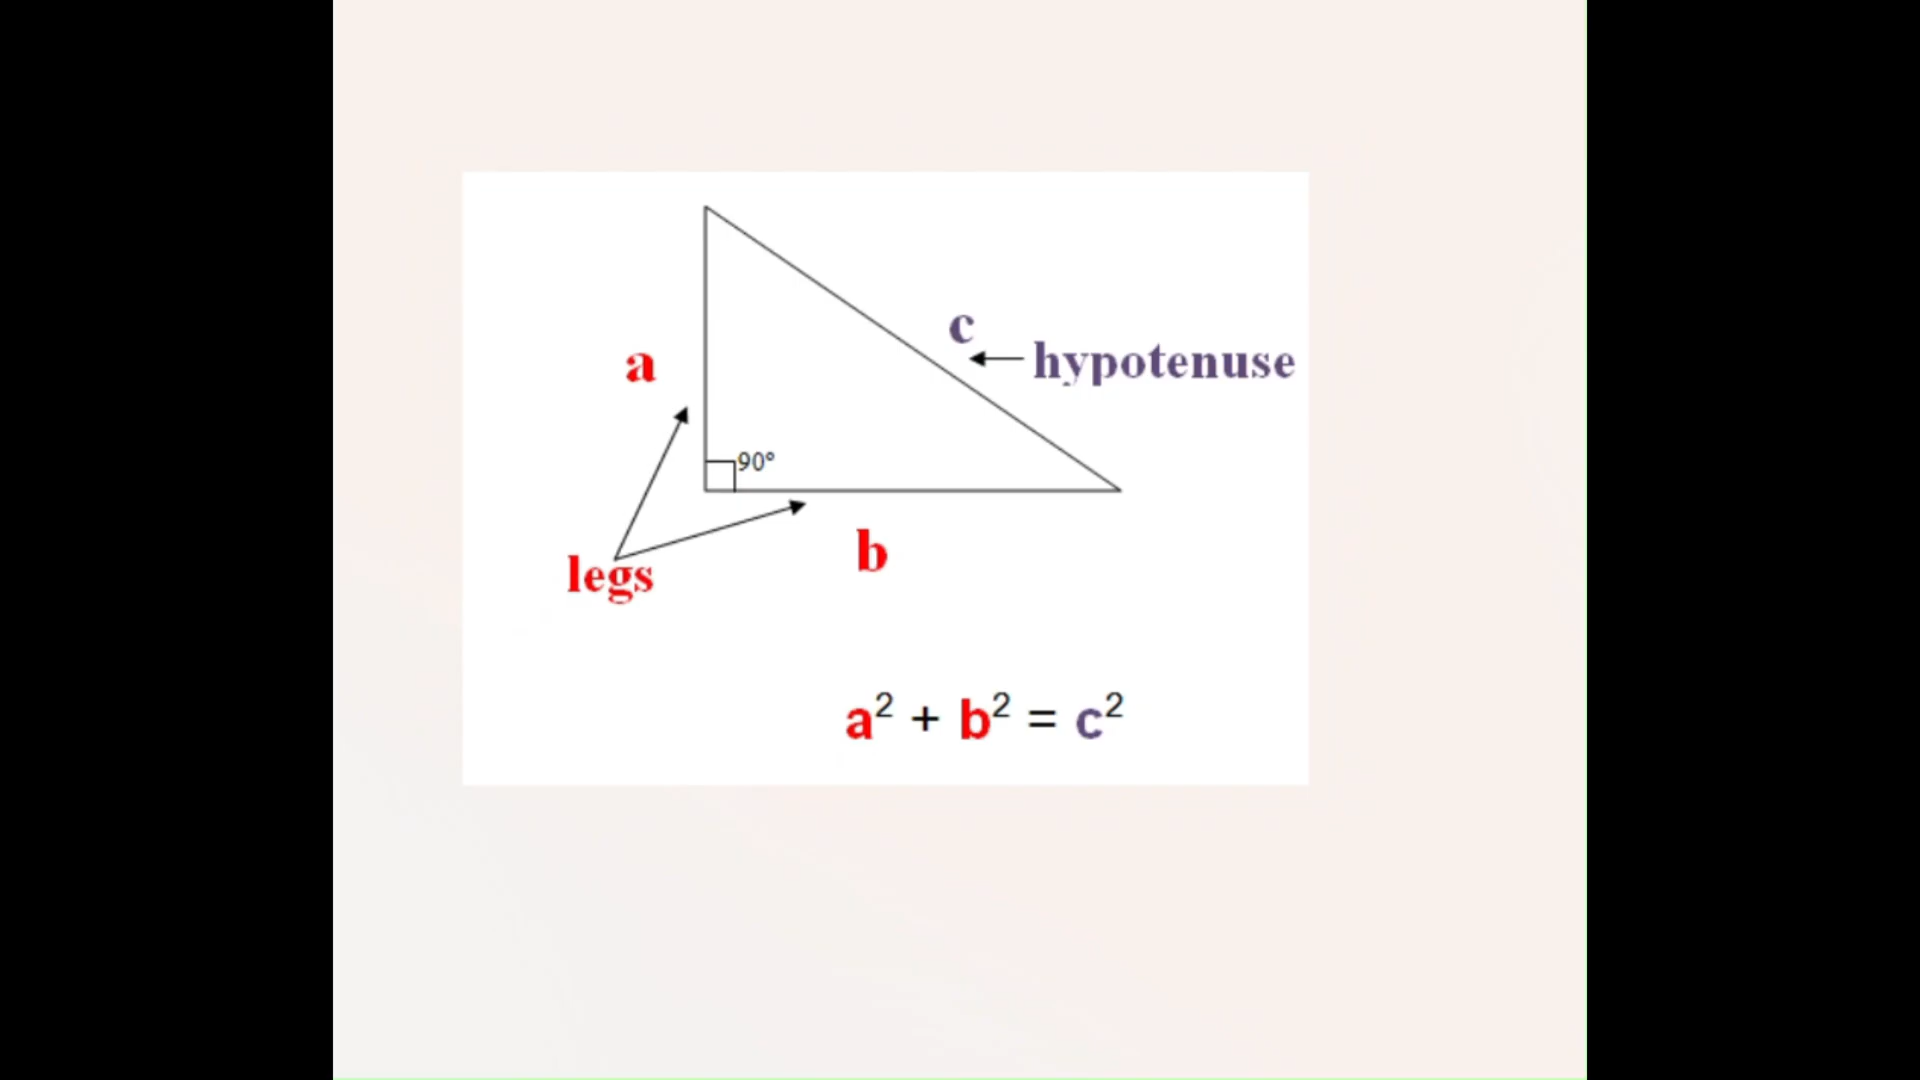 c
hypotenuse
a
90°
b
legs
a² + b² = c²